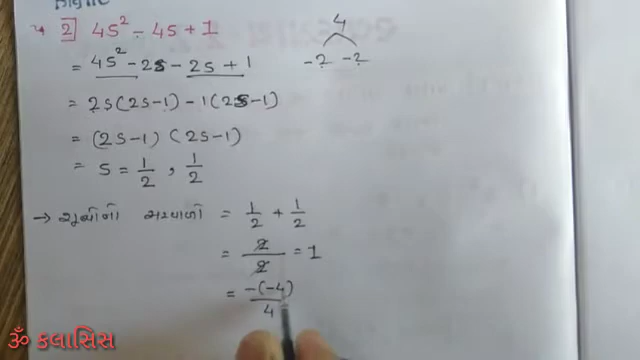 2 4s² - 4s + 1
4
= 4s² - 2s - 2s + 1
-2 -2
= 2s(2s-1) - 1(2s-1)
= (2s-1) (2s-1)
= s = 1/2 , 1/2
→ શૂન્યોનો સરવાળો = 1/2 + 1/2
= 2/2 = 1
= -(-4)/4
ૐ કલાસિસ